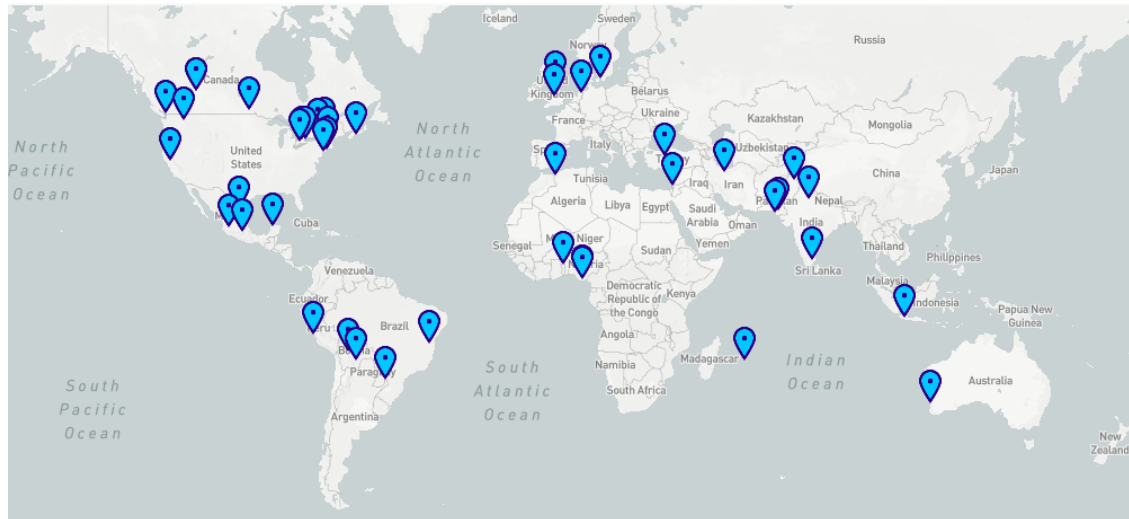 Iceland
Sweden
Norway
Russia
Canada
United
Kingdom
Belarus
Ukraine
France
Kazakhstan
Mongolia
North
Pacific
Ocean
North
Atlantic
Ocean
United
States
Italy
Uzbekistan
Japan
China
Tunisia
Iraq
Iran
Algeria
Libya
Egypt
Nepal
Saudi
Arabia
Oman
India
Cuba
Niger
Senegal
Sudan
Yemen
Thailand
Philippines
Venezuela
Sri Lanka
Malaysia
Ecuador
Democratic
Republic of
the Congo
Kenya
Indonesia
Papua New
Guinea
Brazil
Angola
Madagascar
Indian
Ocean
Namibia
South
Pacific
Ocean
South
Atlantic
Ocean
South Africa
Australia
Argentina
New
Zealand